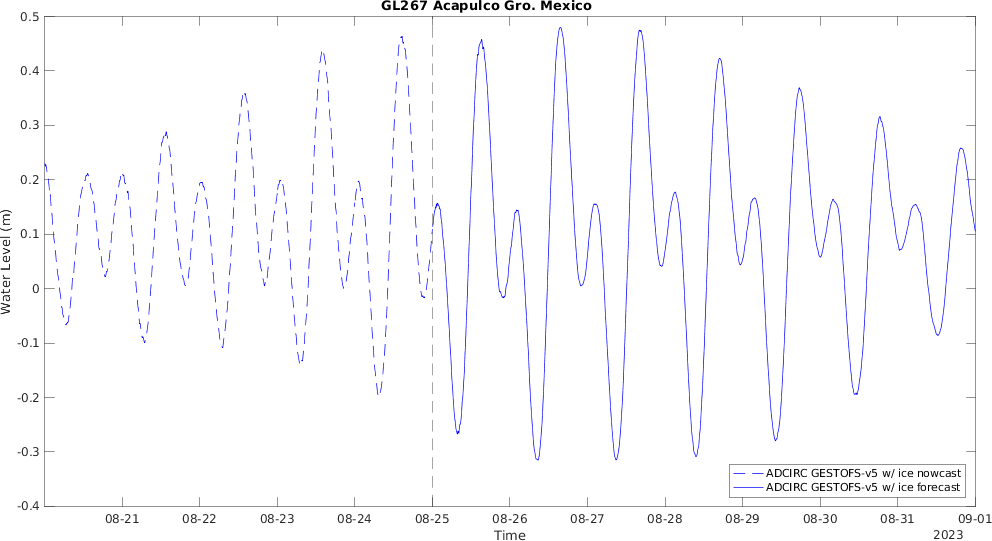 GL267 Acapulco Gro. Mexico
Water Level (m)
0.5
0.4
0.3
0.2
0.1
0
-0.1
-0.2
-0.3
-0.4
ADCIRC GESTOFS-v5 w/ ice nowcast
ADCIRC GESTOFS-v5 w/ ice forecast
08-21 08-22 08-23 08-24 08-25 08-26 08-27 08-28 08-29 08-30 08-31 09-01
Time
2023